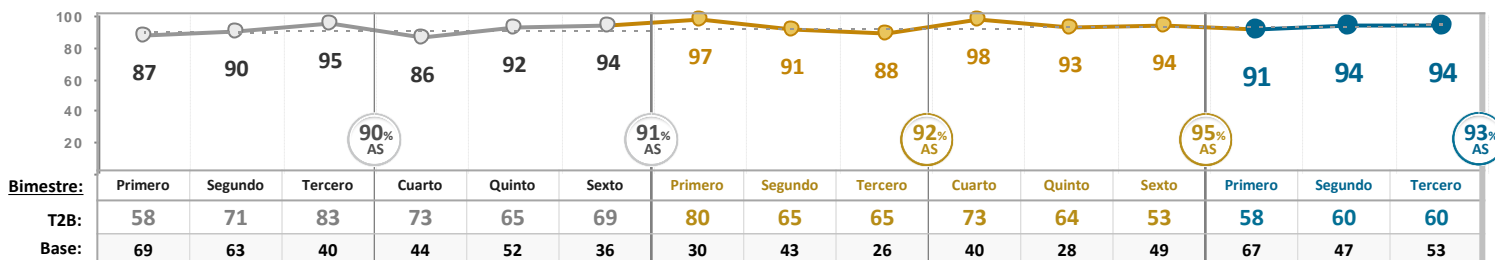 100
80
60
40
20
87 90 95 86 92 94 97 91 88 98 93 94 91 94 94
90% AS 91% AS 92% AS 95% AS 93% AS
Bimestre: Primero Segundo Tercero Cuarto Quinto Sexto Primero Segundo Tercero Cuarto Quinto Sexto Primero Segundo Tercero
T2B: 58 71 83 73 65 69 80 65 65 73 64 53 58 60 60
Base: 69 63 40 44 52 36 30 43 26 40 28 49 67 47 53